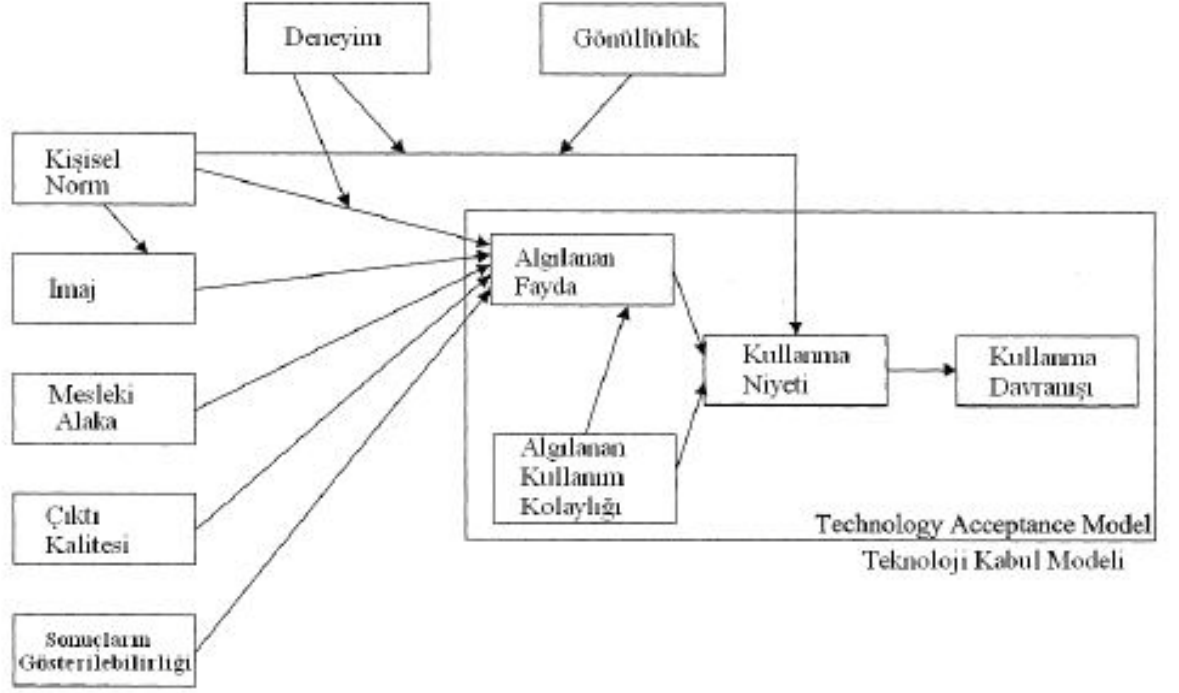 Deneyim
Gönüllülük
Kişisel
Norm
İmaj
Mesleki
Alaka
Çıktı
Kalitesi
Sonuçların
Gösterilebilirliği
Algılanan
Fayda
Algılanan
Kullanım
Kolaylığı
Kullanma
Niyeti
Kullanma
Davranışı
Technology Acceptance Model
Teknoloji Kabul Modeli